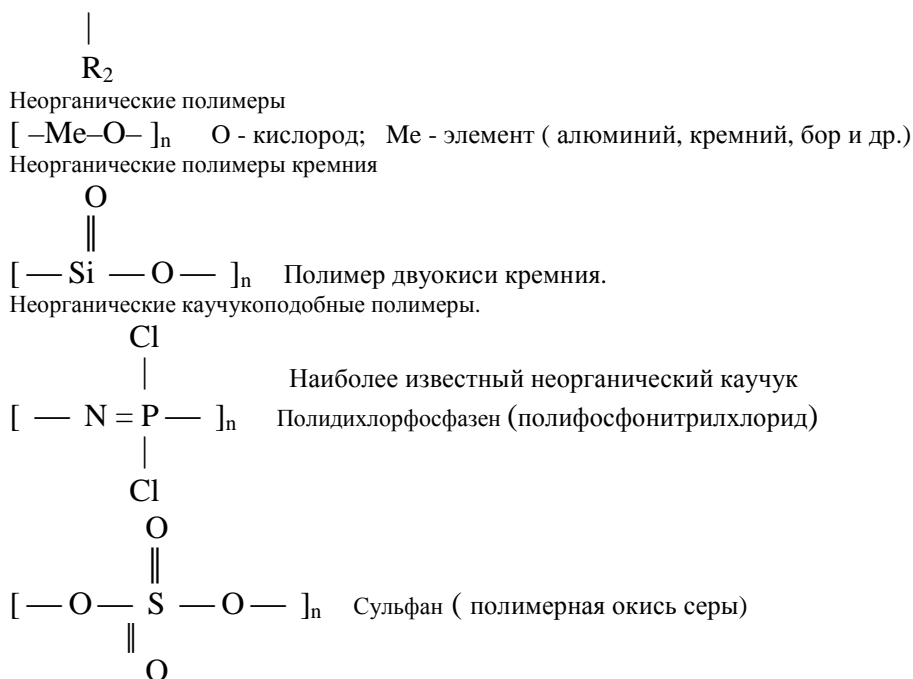 |
R₂
Неорганические полимеры
[ –Me–O– ]n O - кислород; Me - элемент ( алюминий, кремний, бор и др.)
Неорганические полимеры кремния
O
||
[ — Si — O — ]n Полимер двуокиси кремния.
Неорганические каучукоподобные полимеры.
Cl
|
Наиболее известный неорганический каучук
[ — N = P — ]n Полидихлорфосфазен (полифосфонитрилхлорид)
|
Cl
O
||
[ — O — S — O — ]n Сульфан ( полимерная окись серы)
||
O